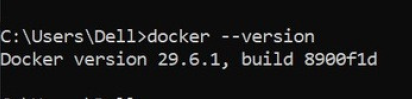 C:\Users\Dell>docker --version
Docker version 29.6.1, build 8900f1d